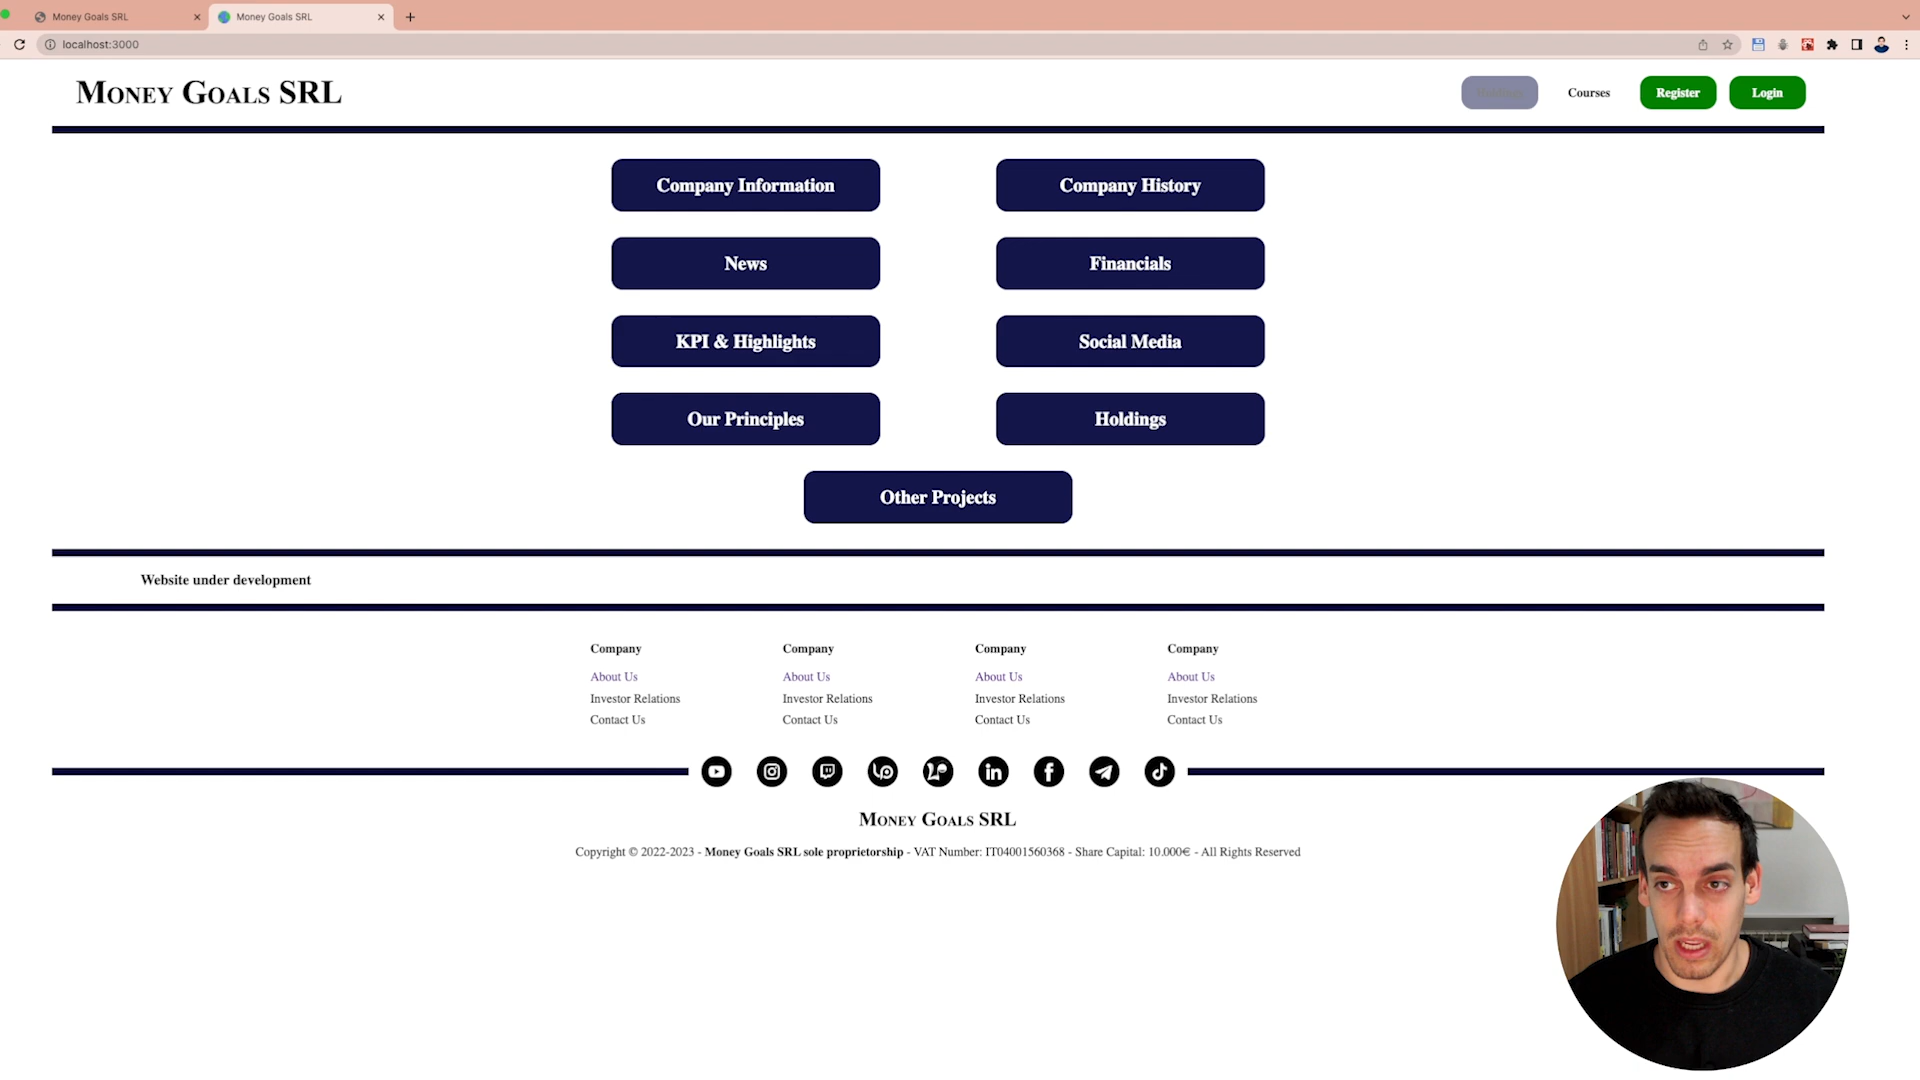 Money Goals SRL
Money Goals SRL
localhost:3000
Money Goals SRL
Courses
Register
Login
Company Information
Company History
News
Financials
KPI & Highlights
Social Media
Our Principles
Holdings
Other Projects
Website under development
Company
About Us
Investor Relations
Contact Us
Company
About Us
Investor Relations
Contact Us
Company
About Us
Investor Relations
Contact Us
Company
About Us
Investor Relations
Contact Us
Money Goals SRL
Copyright © 2022-2023 - Money Goals SRL sole proprietorship - VAT Number: IT04001560368 - Share Capital: 10.000€ - All Rights Reserved